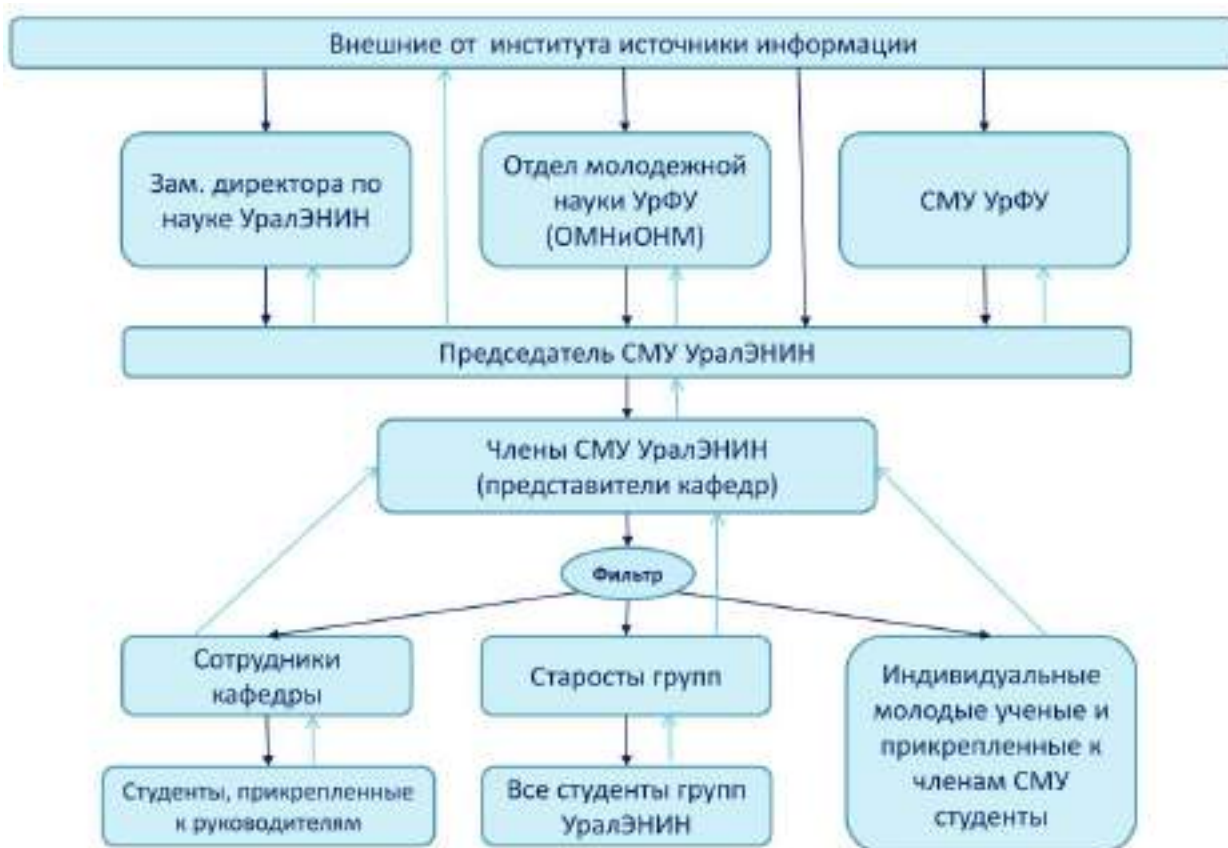 Внешние от института источники информации
Зам. директора по
науке УралЭНИН
Отдел молодежной
науки УрФУ
(ОМНиОНМ)
СМУ УрФУ
Председатель СМУ УралЭНИН
Члены СМУ УралЭНИН
(представители кафедр)
Фильтр
Сотрудники
кафедры
Старосты групп
Индивидуальные
молодые ученые и
прикрепленные к
членам СМУ
студенты
Студенты, прикрепленные
к руководителям
Все студенты групп
УралЭНИН